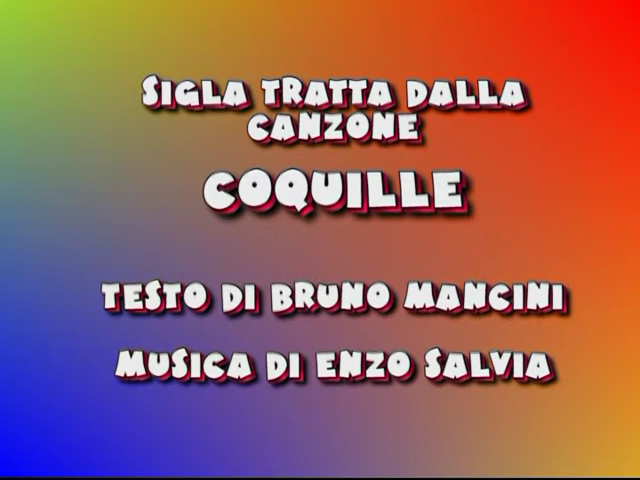 SIGLA TRATTA DALLA
CANZONE
COQUILLE
TESTO DI BRUNO MANCINI
MUSICA DI ENZO SALVIA